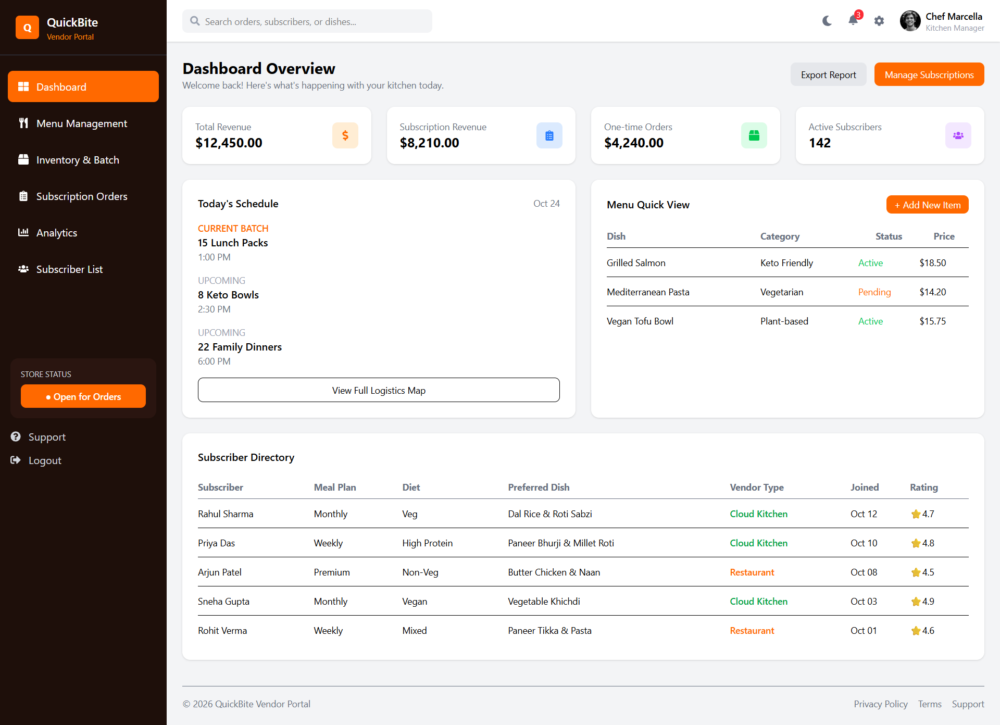 Q
QuickBite
Vendor Portal
Dashboard
Menu Management
Inventory & Batch
Subscription Orders
Analytics
Subscriber List
STORE STATUS
● Open for Orders
Support
Logout
Search orders, subscribers, or dishes...
3
Chef Marcella
Kitchen Manager
Dashboard Overview
Welcome back! Here's what's happening with your kitchen today.
Export Report
Manage Subscriptions
Total Revenue
$12,450.00
$
Subscription Revenue
$8,210.00
One-time Orders
$4,240.00
Active Subscribers
142
Today's Schedule
Oct 24
CURRENT BATCH
15 Lunch Packs
1:00 PM
UPCOMING
8 Keto Bowls
2:30 PM
UPCOMING
22 Family Dinners
6:00 PM
View Full Logistics Map
Menu Quick View
+ Add New Item
Dish Category Status Price
Grilled Salmon Keto Friendly Active $18.50
Mediterranean Pasta Vegetarian Pending $14.20
Vegan Tofu Bowl Plant-based Active $15.75
Subscriber Directory
Subscriber Meal Plan Diet Preferred Dish Vendor Type Joined Rating
Rahul Sharma Monthly Veg Dal Rice & Roti Sabzi Cloud Kitchen Oct 12 ⭐4.7
Priya Das Weekly High Protein Paneer Bhurji & Millet Roti Cloud Kitchen Oct 10 ⭐4.8
Arjun Patel Premium Non-Veg Butter Chicken & Naan Restaurant Oct 08 ⭐4.5
Sneha Gupta Monthly Vegan Vegetable Khichdi Cloud Kitchen Oct 03 ⭐4.9
Rohit Verma Weekly Mixed Paneer Tikka & Pasta Restaurant Oct 01 ⭐4.6
© 2026 QuickBite Vendor Portal
Privacy Policy Terms Support